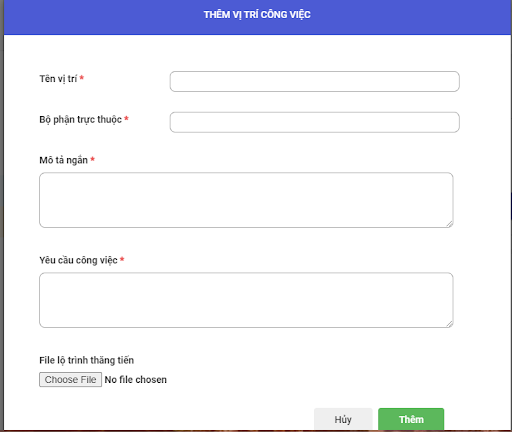 THÊM VỊ TRÍ CÔNG VIỆC
Tên vị trí *
Bộ phận trực thuộc *
Mô tả ngắn *
Yêu cầu công việc *
File lộ trình thăng tiến
Choose File No file chosen
Hủy Thêm